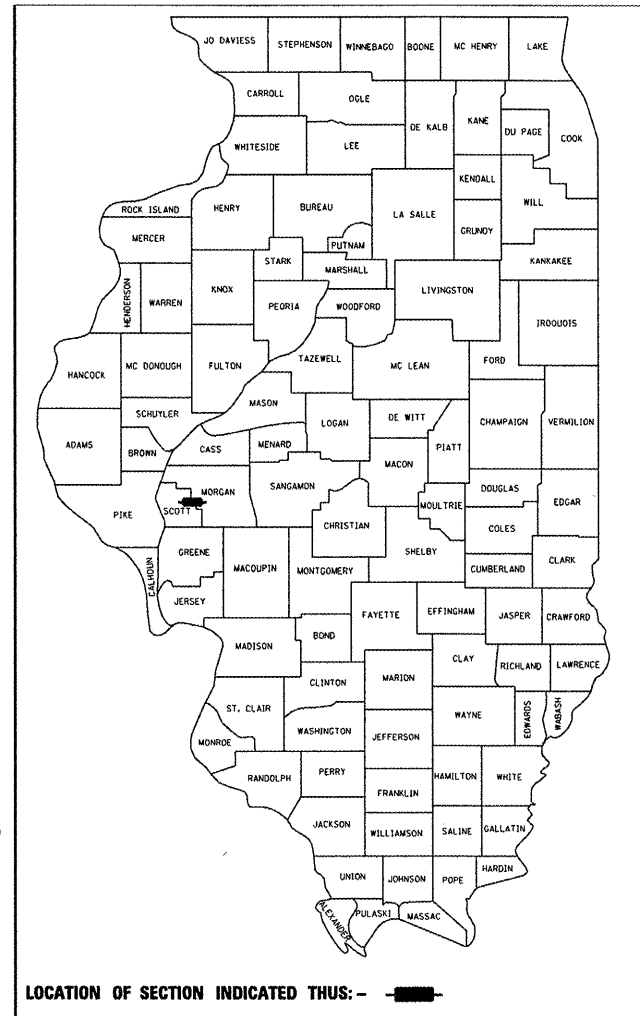 JO DAVIESS STEPHENSON WINNEBAGO BOONE MC HENRY LAKE
CARROLL OGLE DE KALB KANE DU PAGE COOK
WHITESIDE LEE
KENDALL WILL
ROCK ISLAND HENRY BUREAU LA SALLE GRUNDY
MERCER PUTNAM
STARK MARSHALL KANKAKEE
HENDERSON WARREN KNOX PEORIA WOODFORD LIVINGSTON IROQUOIS
HANCOCK MC DONOUGH FULTON TAZEWELL MC LEAN FORD
SCHUYLER MASON
ADAMS BROWN CASS MENARD LOGAN DE WITT PIATT CHAMPAIGN VERMILION
MACON
PIKE SCOTT MORGAN SANGAMON CHRISTIAN MOULTRIE DOUGLAS EDGAR
COLES
CALHOUN GREENE MACOUPIN MONTGOMERY SHELBY CUMBERLAND CLARK
JERSEY FAYETTE EFFINGHAM JASPER CRAWFORD
MADISON BOND CLAY RICHLAND LAWRENCE
CLINTON MARION
ST. CLAIR WAYNE EDWARDS WABASH
MONROE WASHINGTON JEFFERSON
RANDOLPH PERRY HAMILTON WHITE
FRANKLIN
JACKSON WILLIAMSON SALINE GALLATIN
UNION JOHNSON POPE HARDIN
ALEXANDER PULASKI MASSAC
LOCATION OF SECTION INDICATED THUS: -